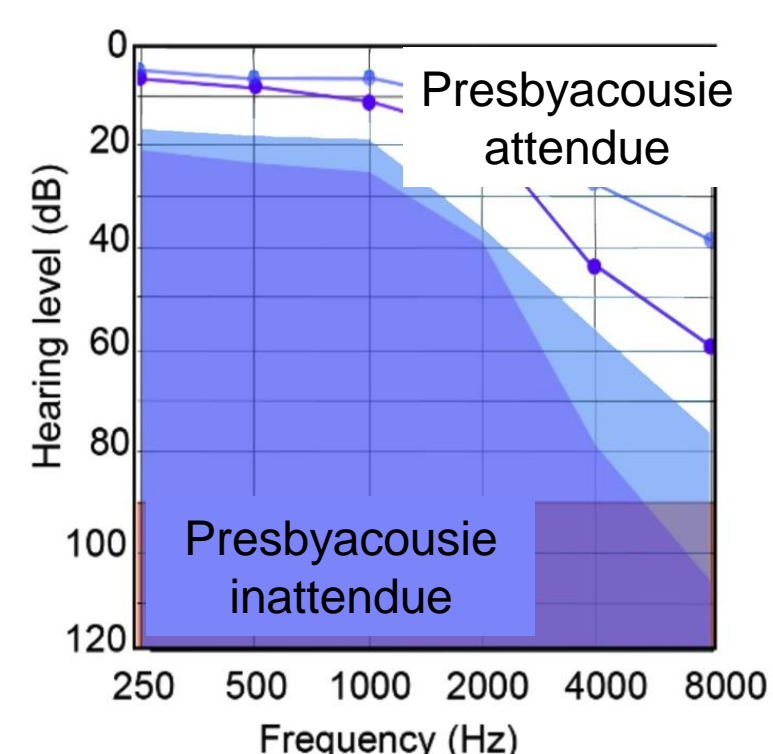 Presbyacousie
attendue
Hearing level (dB)
0
20
40
60
80
100
120
Presbyacousie
inattendue
250 500 1000 2000 4000 8000
Frequency (Hz)